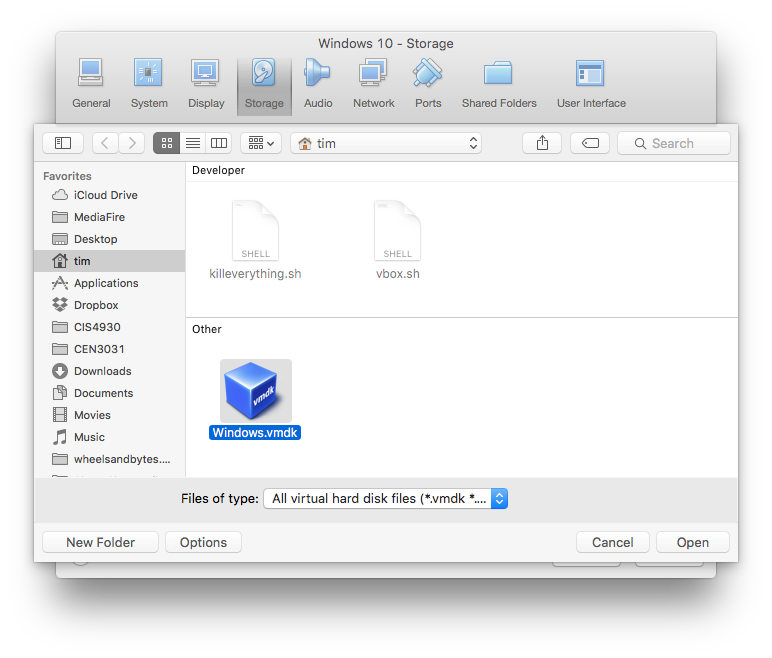 Windows 10 - Storage
General System Display Storage Audio Network Ports Shared Folders User Interface
tim
Search
Favorites
iCloud Drive
MediaFire
Desktop
tim
Applications
Dropbox
CIS4930
CEN3031
Downloads
Documents
Movies
Music
wheelsandbytes....
Developer
SHELL SHELL
killeverything.sh vbox.sh
Other
vmdk
Windows.vmdk
Files of type: All virtual hard disk files (*.vmdk *....
New Folder Options Cancel Open